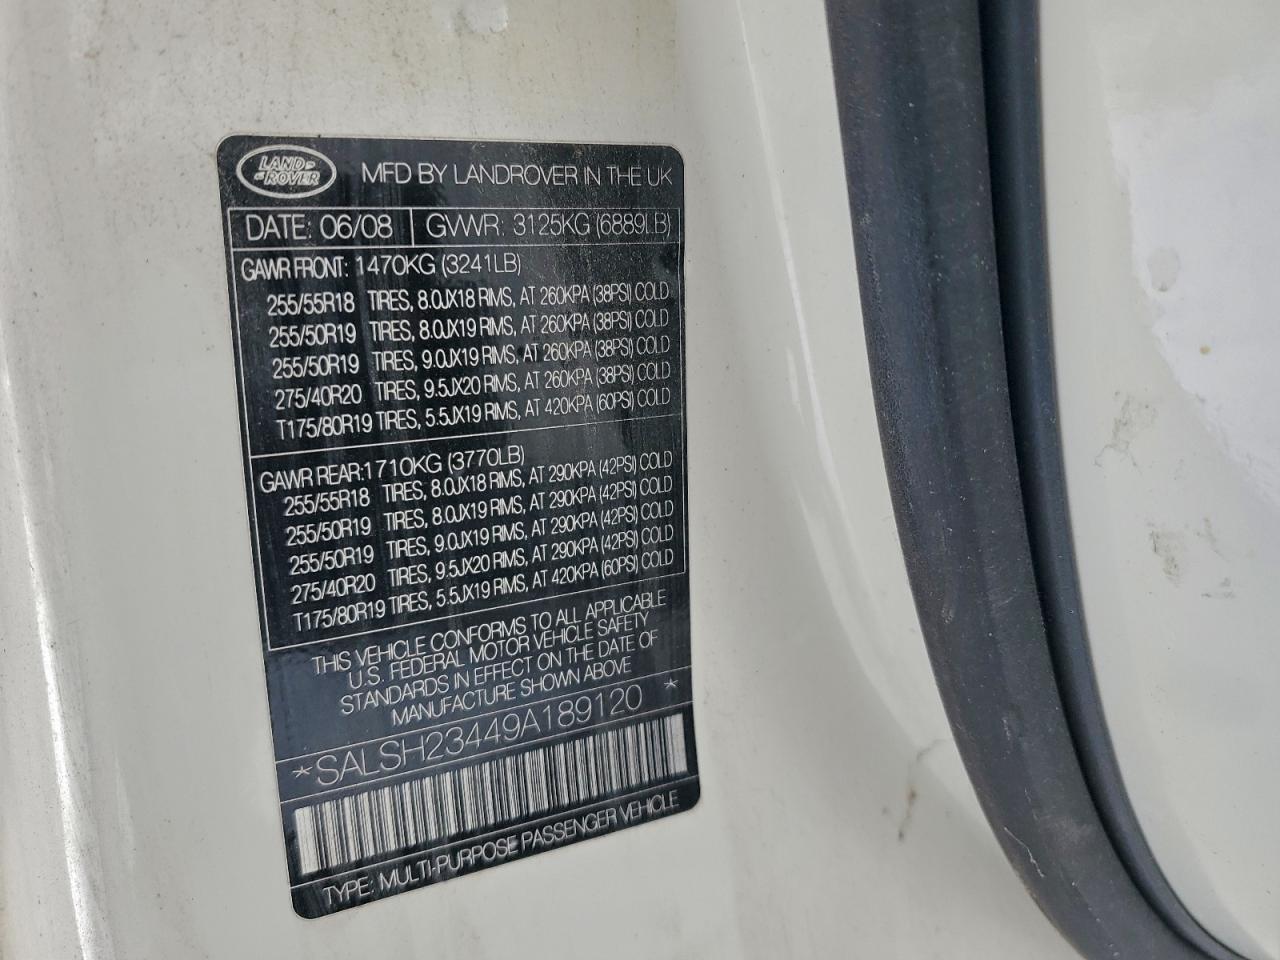 LAND-
-ROVER
MFD BY LANDROVER IN THE UK
DATE: 06/08 GVWR: 3125KG (6889LB)
GAWR FRONT: 1470KG (3241LB)
255/55R18 TIRES, 8.0JX18 RIMS, AT 260KPA (38PSI) COLD
255/50R19 TIRES, 8.0JX19 RIMS, AT 260KPA (38PSI) COLD
255/50R19 TIRES, 9.0JX19 RIMS, AT 260KPA (38PSI) COLD
275/40R20 TIRES, 9.5JX20 RIMS, AT 260KPA (38PSI) COLD
T175/80R19 TIRES, 5.5JX19 RIMS, AT 420KPA (60PSI) COLD
GAWR REAR: 1710KG (3770LB)
255/55R18 TIRES, 8.0JX18 RIMS, AT 290KPA (42PSI) COLD
255/50R19 TIRES, 8.0JX19 RIMS, AT 290KPA (42PSI) COLD
255/50R19 TIRES, 9.0JX19 RIMS, AT 290KPA (42PSI) COLD
275/40R20 TIRES, 9.5JX20 RIMS, AT 290KPA (42PSI) COLD
T175/80R19 TIRES, 5.5JX19 RIMS, AT 420KPA (60PSI) COLD
THIS VEHICLE CONFORMS TO ALL APPLICABLE
U.S. FEDERAL MOTOR VEHICLE SAFETY
STANDARDS IN EFFECT ON THE DATE OF
MANUFACTURE SHOWN ABOVE
*SALSH23449A189120 *
TYPE: MULTI-PURPOSE PASSENGER VEHICLE